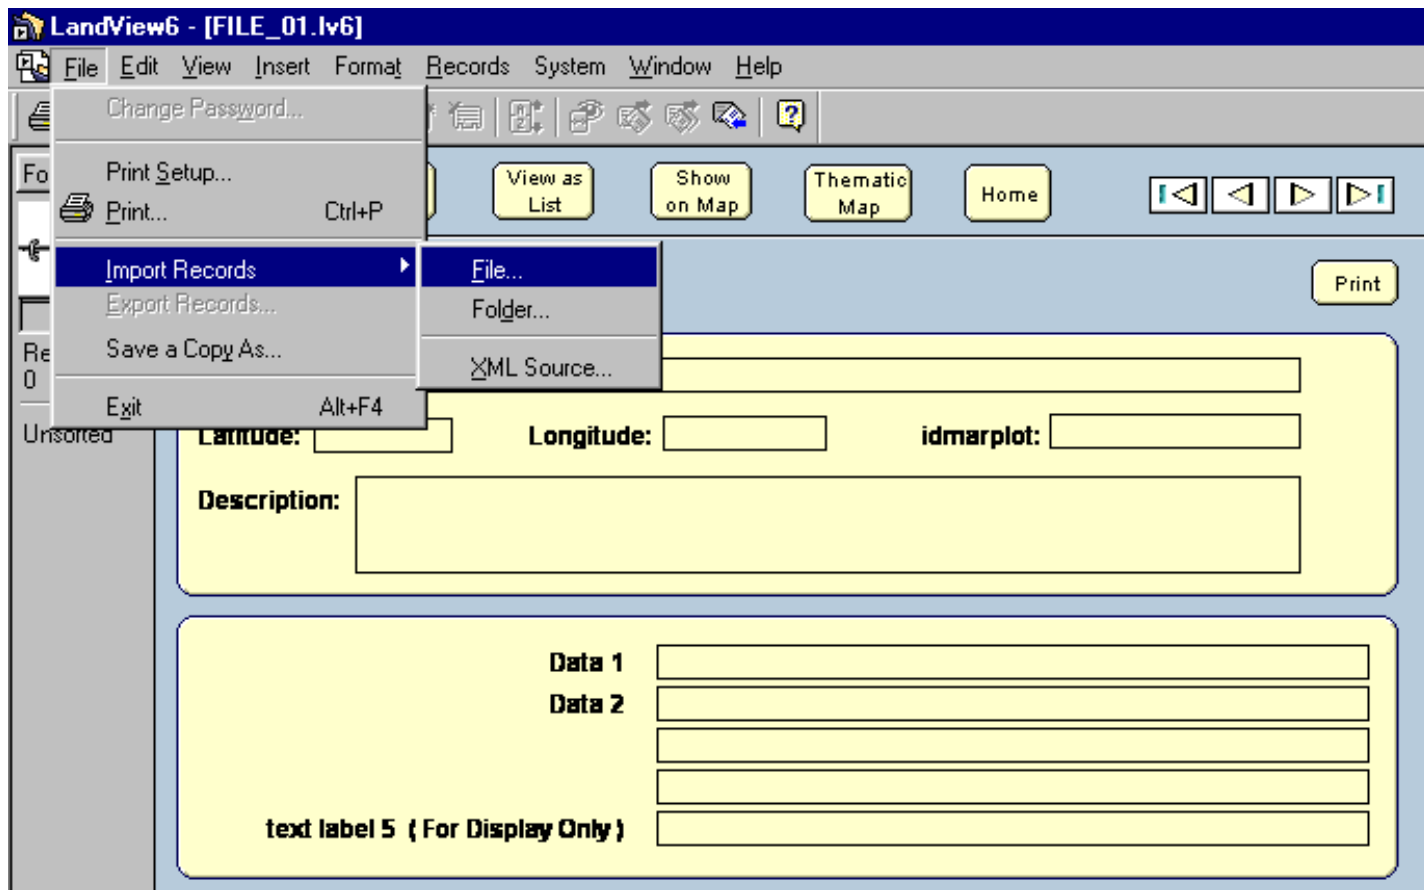 LandView6 - [FILE_01.lv6]
File Edit View Insert Format Records System Window Help
Change Password...
Fo
Print Setup...
Print... Ctrl+P
View as List
Show on Map
Thematic Map
Home
Import Records
File...
Export Records...
Folder...
Print
Save a Copy As...
XML Source...
Re
0
Exit Alt+F4
Unsorted
Latitude:
Longitude:
idmarplot:
Description:
Data 1
Data 2
text label 5 ( For Display Only )